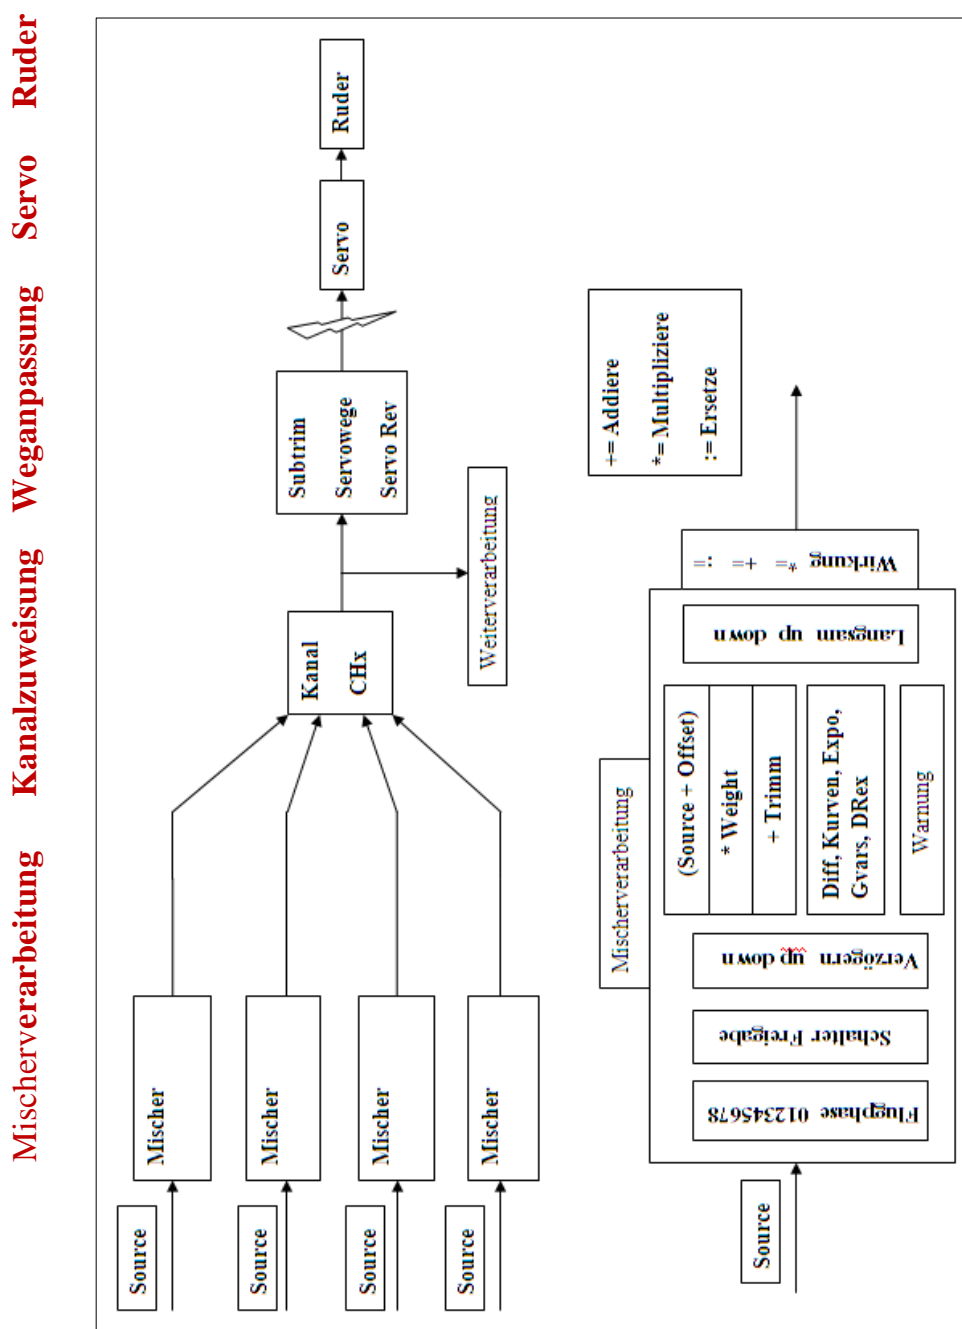 Mischerverarbeitung Kanalzuweisung Weganpassung Servo Ruder
Source
Mischer
Source
Mischer
Source
Mischer
Source
Mischer
Kanal
CHx
Weiterverarbeitung
Subtrim
Servowege
Servo Rev
Servo
Ruder
Source
Mischerverarbeitung
Flugphase 012345678
Schalter Freigabe
Verzögern up down
(Source + Offset)
* Weight
+ Trimm
Diff, Kurven, Expo,
Gvars, DRex
Warnung
Langsam up down
Wirkung *= += :=
+= Addiere
*= Multipliziere
:= Ersetze